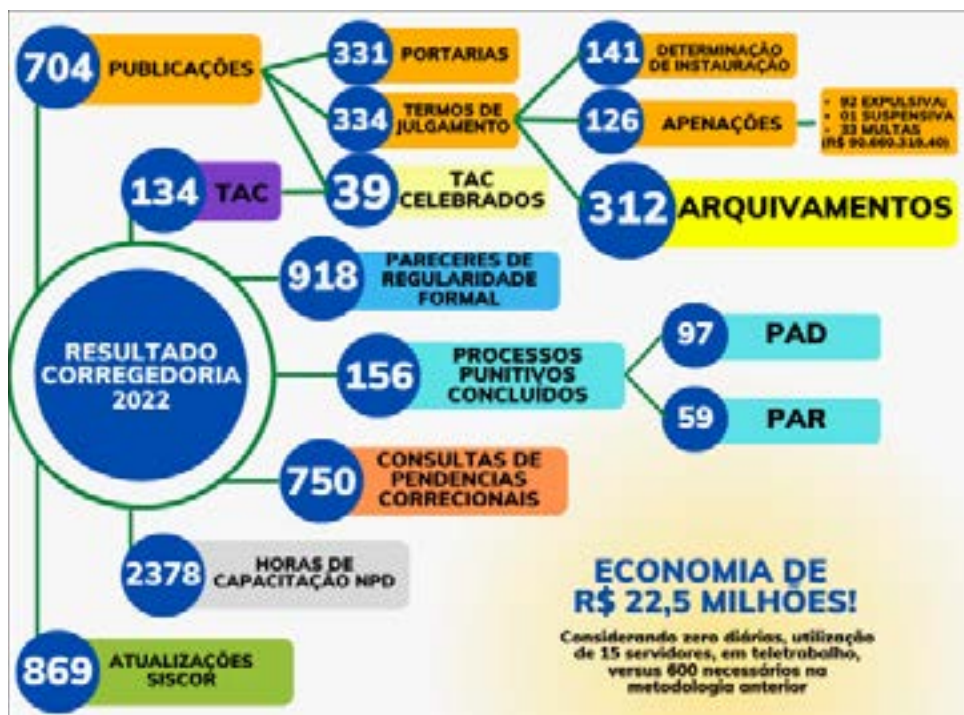 704 PUBLICAÇÕES
331 PORTARIAS
334 TERMOS DE
JULGAMENTO
39 TAC
CELEBRADOS
141 DETERMINAÇÃO
DE INSTAURAÇÃO
126 APENAÇÕES
• 92 EXPULSIVA;
• 01 SUSPENSIVA
• 33 MULTAS
312 ARQUIVAMENTOS
134 TAC
918 PARECERES DE
REGULARIDADE
FORMAL
RESULTADO
CORREGEDORIA
2022
156 PROCESSOS
PUNITIVOS
CONCLUÍDOS
97 PAD
59 PAR
750 CONSULTAS DE
PENDENCIAS
CORRECIONAIS
2378 HORAS DE
CAPACITAÇÃO NPD
869 ATUALIZAÇÕES
SISCOR
ECONOMIA DE
R$ 22,5 MILHÕES!
Considerando zero diárias, utilização
de 15 servidores, em teletrabalho,
versus 600 necessários na
metodologia anterior